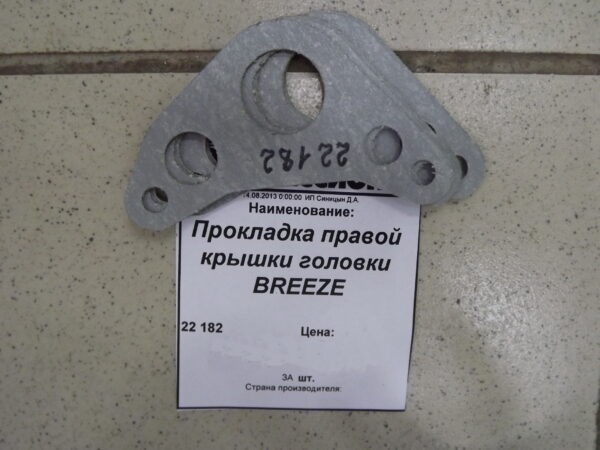 22182
14.08.2013 0:00:00 ИП Синицын Д.А.
Наименование:
Прокладка правой
крышки головки
BREEZE
22 182 Цена:
ЗА шт.
Страна производителя: